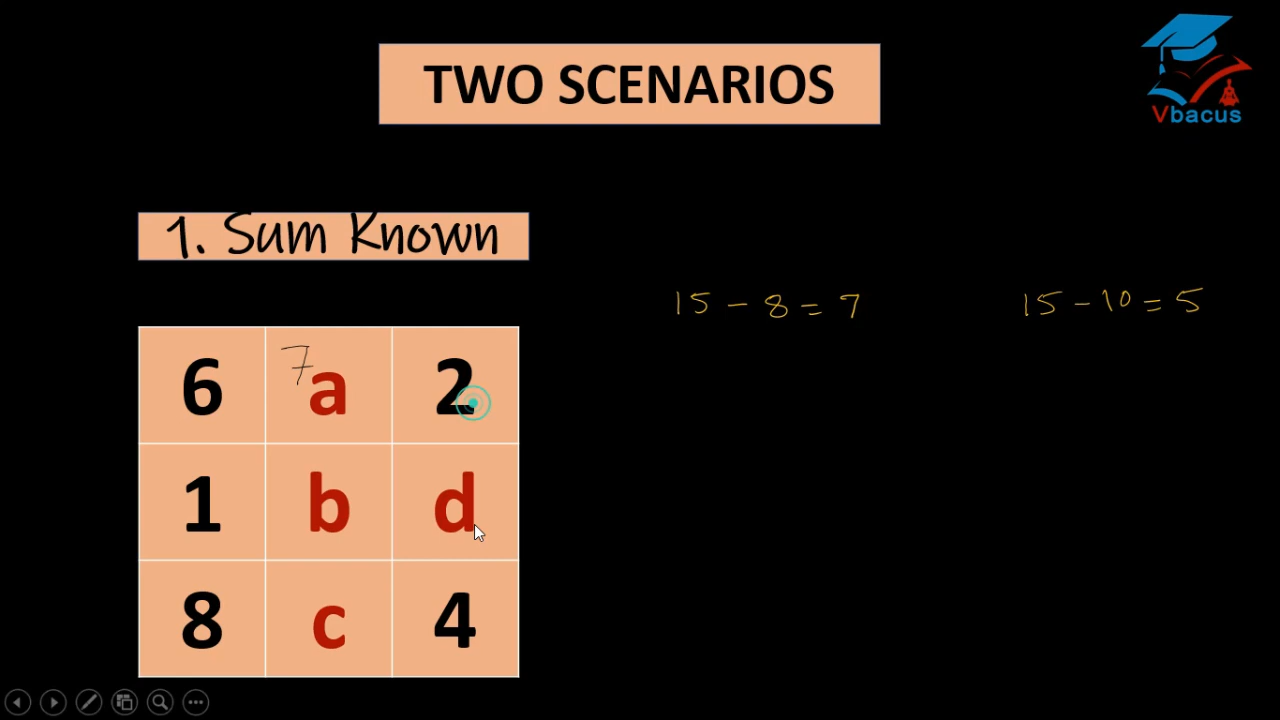 TWO SCENARIOS
Vbacus
1. Sum Known
15 - 8 = 7
15 - 10 = 5
6 7 a 2
1 b d
8 c 4